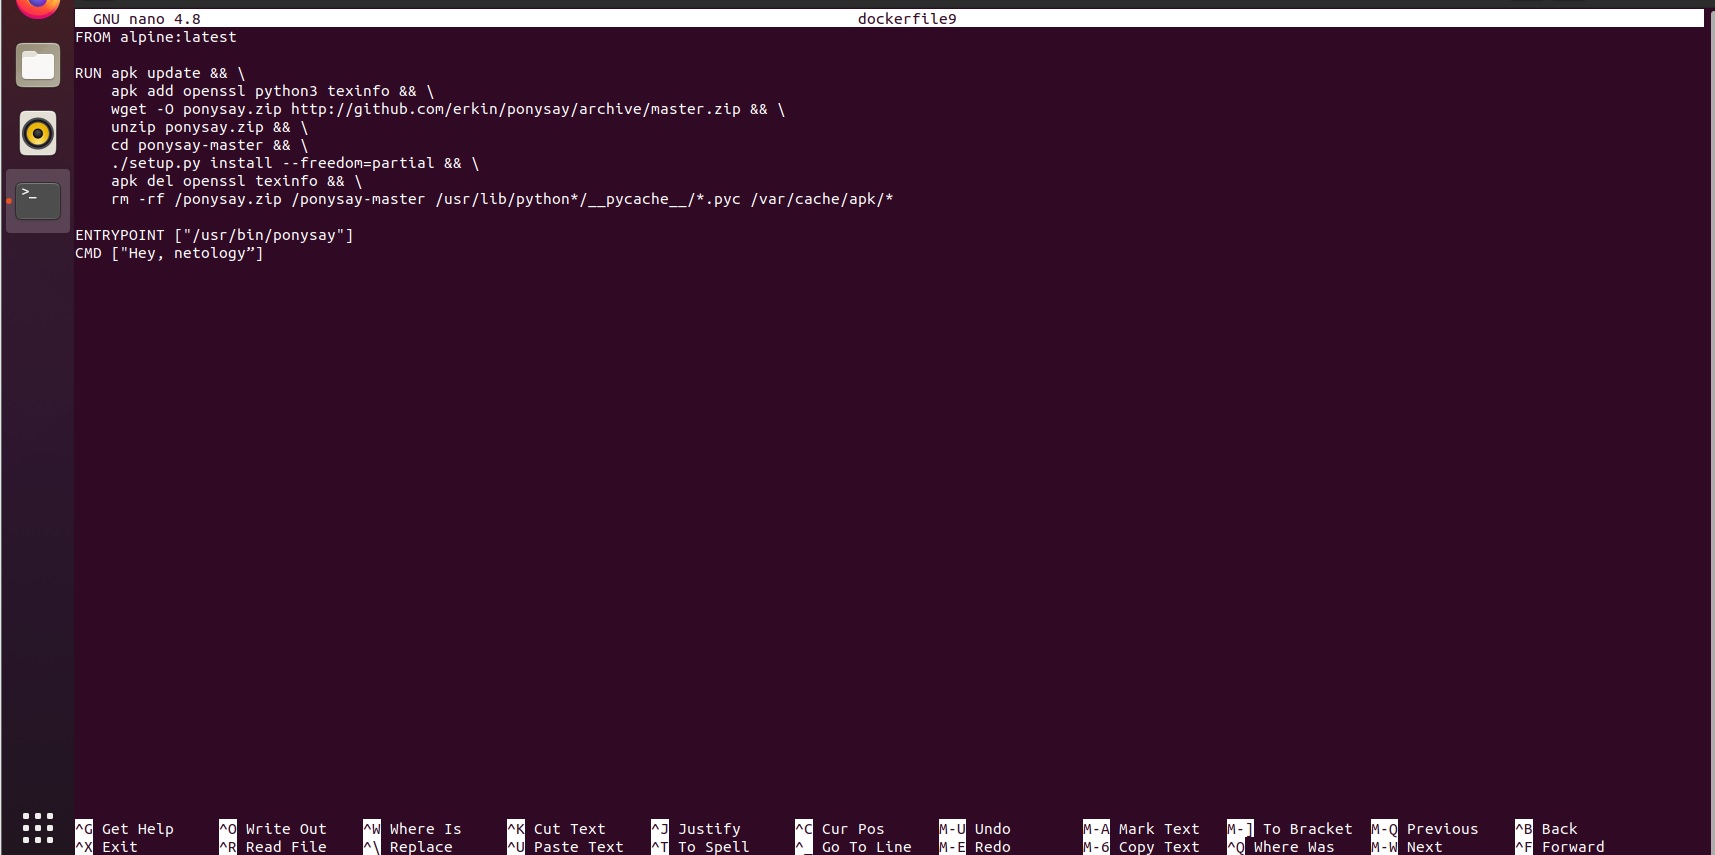 GNU nano 4.8 dockerfile9
FROM alpine:latest
RUN apk update && \
apk add openssl python3 texinfo && \
wget -O ponysay.zip http://github.com/erkin/ponysay/archive/master.zip && \
unzip ponysay.zip && \
cd ponysay-master && \
./setup.py install --freedom=partial && \
apk del openssl texinfo && \
rm -rf /ponysay.zip /ponysay-master /usr/lib/python*/__pycache__/*.pyc /var/cache/apk/*
ENTRYPOINT ["/usr/bin/ponysay"]
CMD ["Hey, netology”]
^G Get Help ^O Write Out ^W Where Is ^K Cut Text ^J Justify ^C Cur Pos M-U Undo M-A Mark Text M-] To Bracket M-Q Previous ^B Back
^X Exit ^R Read File ^\ Replace ^U Paste Text ^T To Spell ^_ Go To Line M-E Redo M-6 Copy Text ^Q Where Was M-W Next ^F Forward